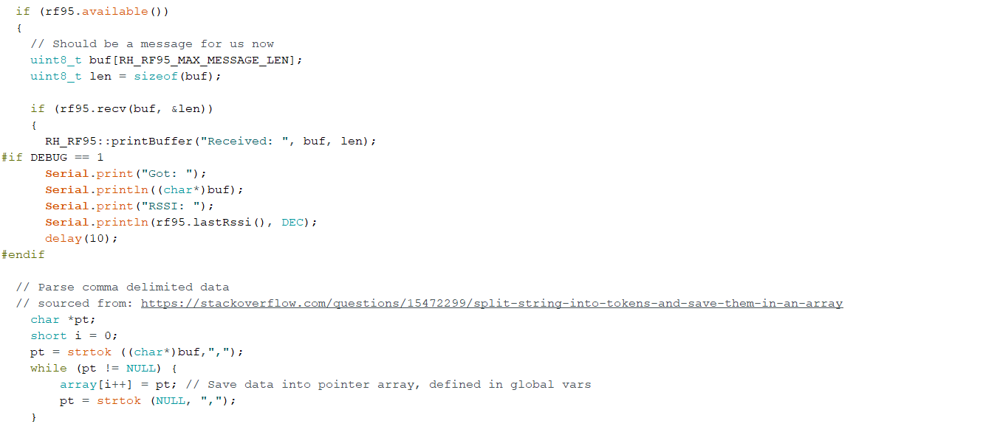 if (rf95.available())
{
// Should be a message for us now
uint8_t buf[RH_RF95_MAX_MESSAGE_LEN];
uint8_t len = sizeof(buf);
if (rf95.recv(buf, &len))
{
RH_RF95::printBuffer("Received: ", buf, len);
#if DEBUG == 1
Serial.print("Got: ");
Serial.println((char*)buf);
Serial.print("RSSI: ");
Serial.println(rf95.lastRssi(), DEC);
delay(10);
#endif
// Parse comma delimited data
// sourced from: https://stackoverflow.com/questions/15472299/split-string-into-tokens-and-save-them-in-an-array
char *pt;
short i = 0;
pt = strtok ((char*)buf,",");
while (pt != NULL) {
array[i++] = pt; // Save data into pointer array, defined in global vars
pt = strtok (NULL, ",");
}